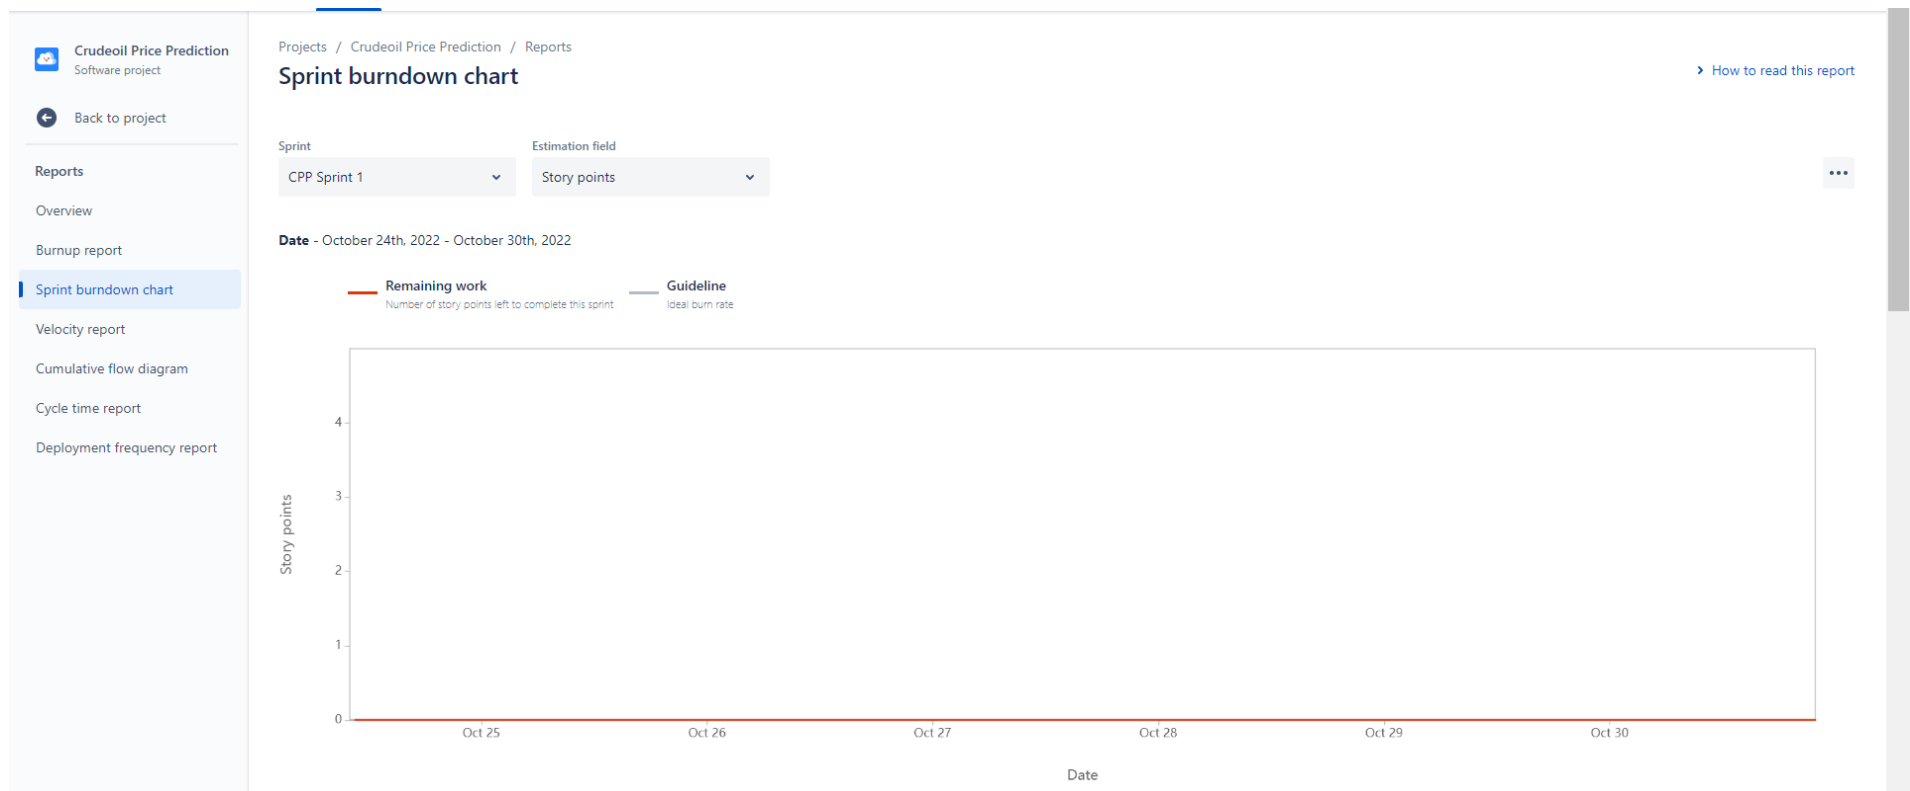 Crudeoil Price Prediction
Software project
Back to project
Reports
Overview
Burnup report
Sprint burndown chart
Velocity report
Cumulative flow diagram
Cycle time report
Deployment frequency report
Projects / Crudeoil Price Prediction / Reports
Sprint burndown chart
How to read this report
Sprint
Estimation field
CPP Sprint 1
Story points
Date - October 24th, 2022 - October 30th, 2022
Remaining work
Number of story points left to complete this sprint
Guideline
Ideal burn rate
Story points
4
3
2
1
0
Oct 25 Oct 26 Oct 27 Oct 28 Oct 29 Oct 30
Date